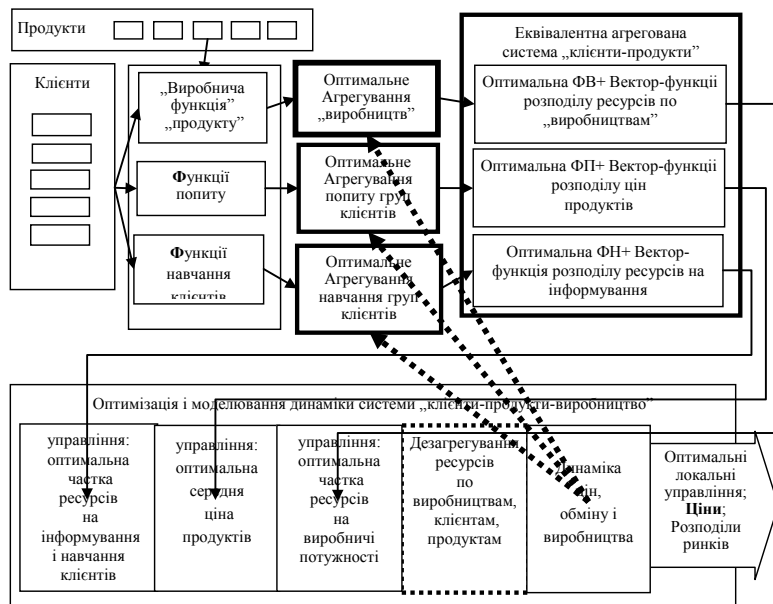 Продукти
Клієнти
„Виробнича
функція”
„продукту”
Функції
попиту
Функції
навчання
клієнтів
Оптимальне
Агрегування
„виробництв”
Оптимальне
Агрегування
попиту груп
клієнтів
Оптимальне
Агрегування
навчання груп
клієнтів
Еквівалентна агрегована
система „клієнти-продукти”
Оптимальна ФВ+ Вектор-функціі
розподілу ресурсів по
„виробництвам”
Оптимальна ФП+ Вектор-функціі
розподілу цін
продуктів
Оптимальна ФН+ Вектор-
функція розподілу ресурсів на
інформування
Оптимізація і моделювання динаміки системи „клієнти-продукти-виробництво”
управління:
оптимальна
частка
ресурсів
на
інформування
і навчання
клієнтів
управління:
оптимальна
середня
ціна
продуктів
управління:
оптимальна
частка
ресурсів
на
виробничі
потужності
Дезагрегування
ресурсів
по
виробництвам,
клієнтам,
продуктам
Динаміка
цін,
обміну і
виробництва
Оптимальні
локальні
управління;
Ціни;
Розподіли
ринків